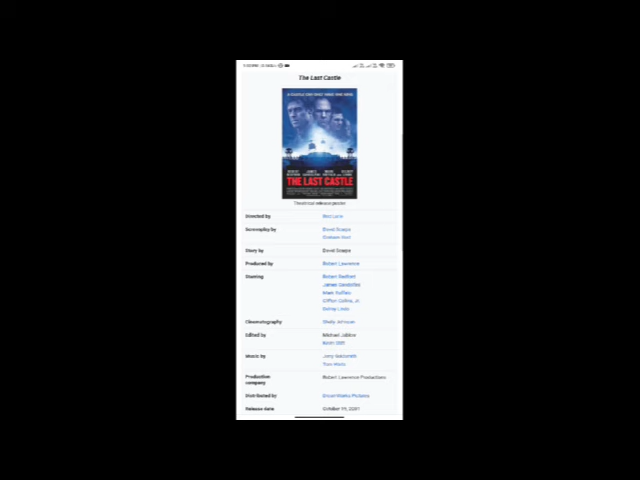 The Last Castle
THE LAST CASTLE
Theatrical release poster
Directed by Rod Lurie
Screenplay by David Scarpa
Graham Yost
Story by David Scarpa
Produced by Robert Lawrence
Starring Robert Redford
James Gandolfini
Mark Ruffalo
Clifton Collins, Jr.
Delroy Lindo
Cinematography Shelly Johnson
Edited by Michael Jablow
Kevin Stitt
Music by Jerry Goldsmith
Tom Waits
Production Robert Lawrence Productions
company
Distributed by DreamWorks Pictures
Release date October 19, 2001